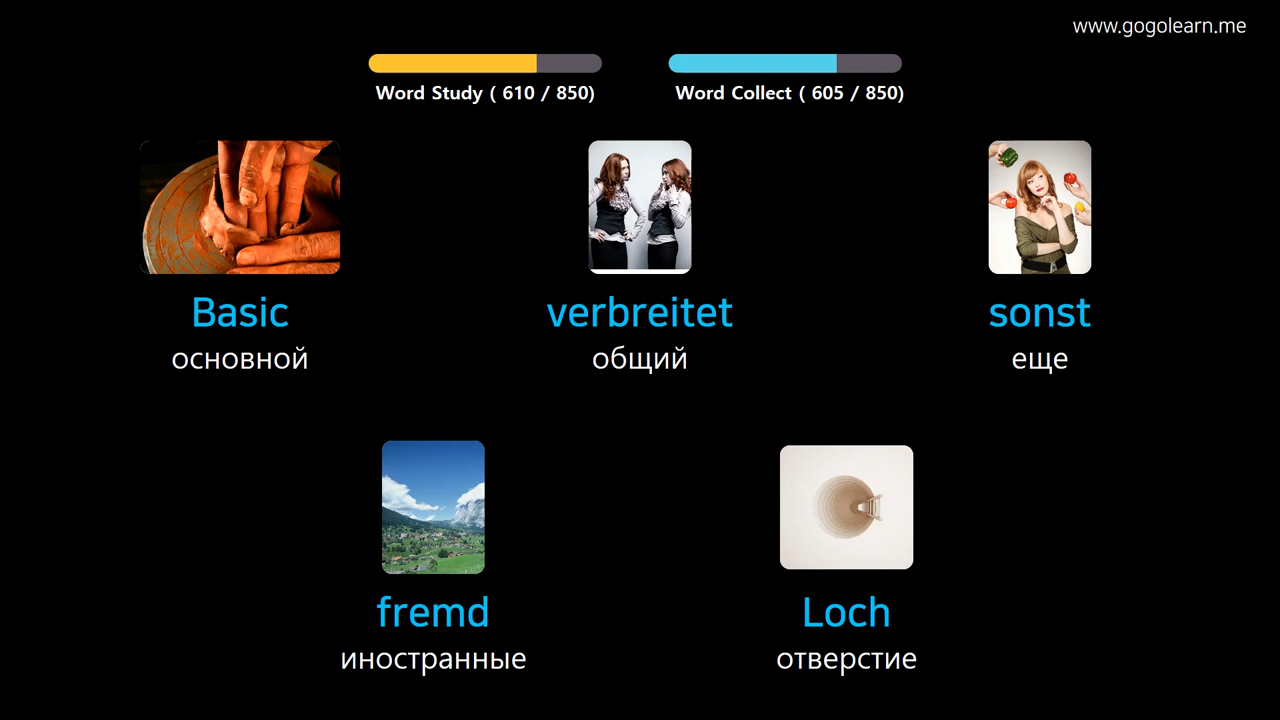 www.gogolearn.me
Word Study ( 610 / 850)
Word Collect ( 605 / 850)
Basic
verbreitet
sonst
основной
общий
еще
fremd
Loch
иностранные
отверстие